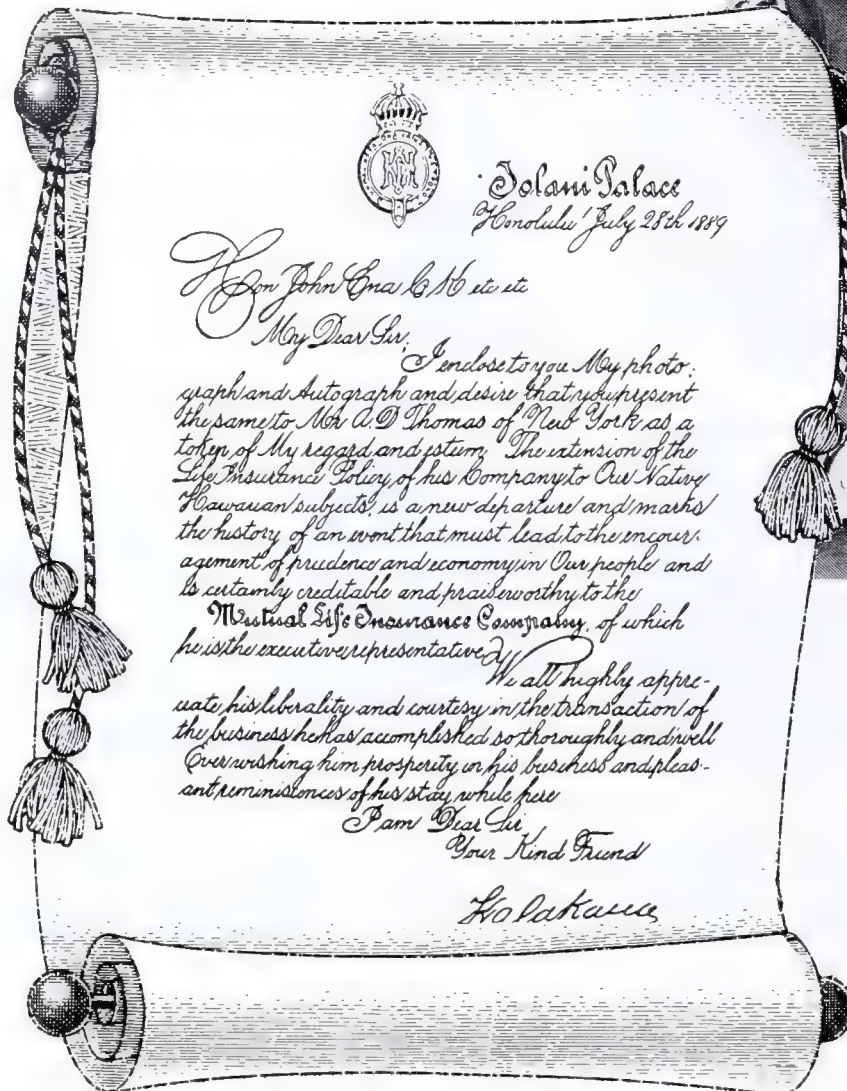 Iolani Palace
Honolulu July 28th 1889
Hon John Ena C H etc etc
My Dear Sir,
I enclose to you My photo-
graph and Autograph and desire that you present
the same to Mr A. D Thomas of New York as a
token of My regard and estum. The extension of the
Life Insurance Policy of his Company to Our Native
Hawaiian subjects, is a new departure and marks
the history of an event that must lead to the encour-
agement of prudence and economy in Our people and
is certainly creditable and praiseworthy to the
Mutual Life Insurance Company, of which
he is the executive representative
We all highly appre-
ciate his liberality and courtesy in the transaction of
the business he has accomplished so thoroughly and well
Ever wishing him prosperity in his business and pleas-
ant reminiscences of his stay while here
I am Dear Sir
Your Kind Friend
Kalakaua